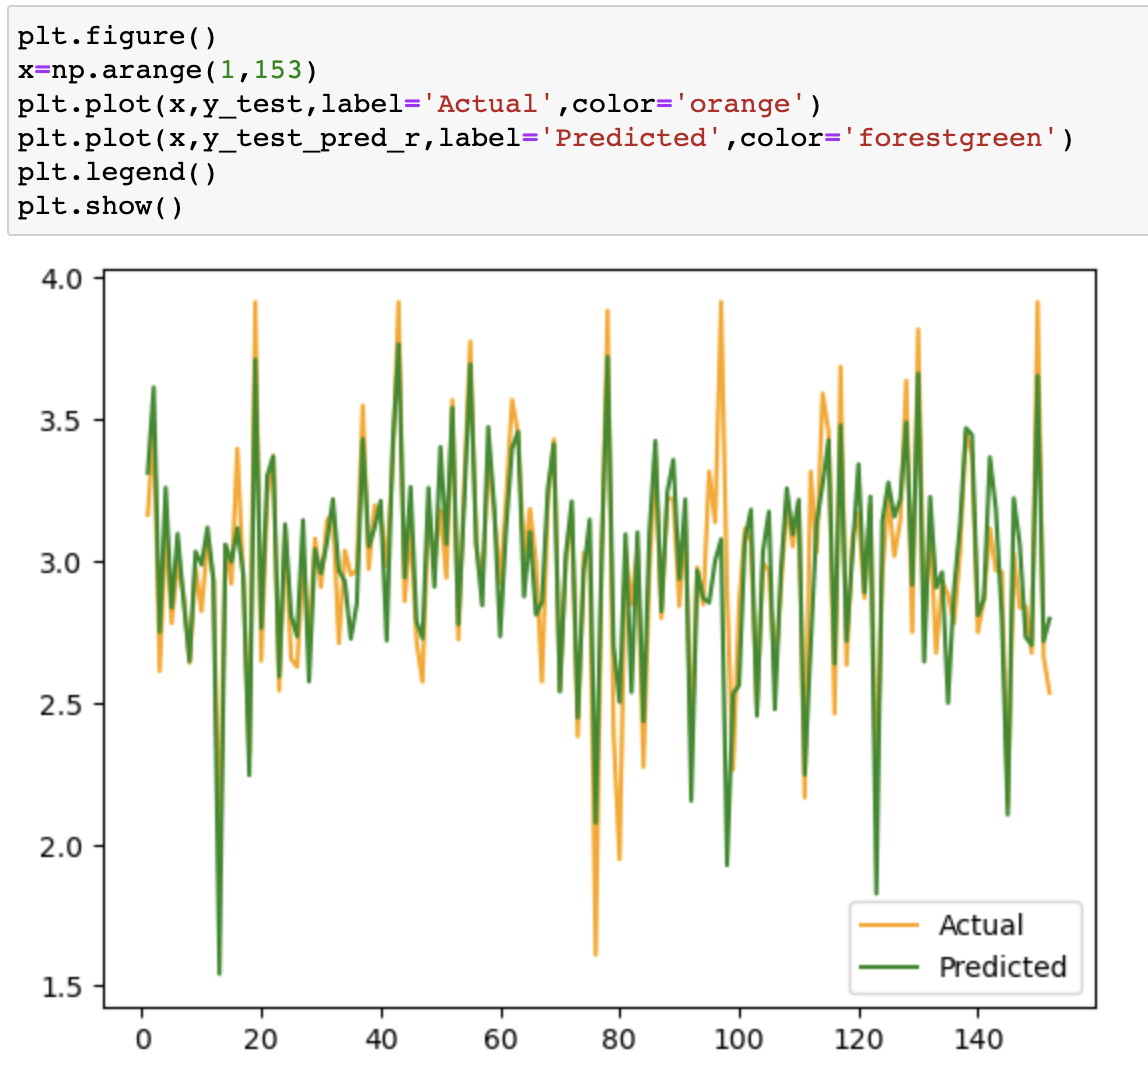 plt.figure()
x=np.arange(1,153)
plt.plot(x,y_test,label='Actual',color='orange')
plt.plot(x,y_test_pred_r,label='Predicted',color='forestgreen')
plt.legend()
plt.show()
4.0
3.5
3.0
2.5
2.0
1.5
Actual
Predicted
0 20 40 60 80 100 120 140